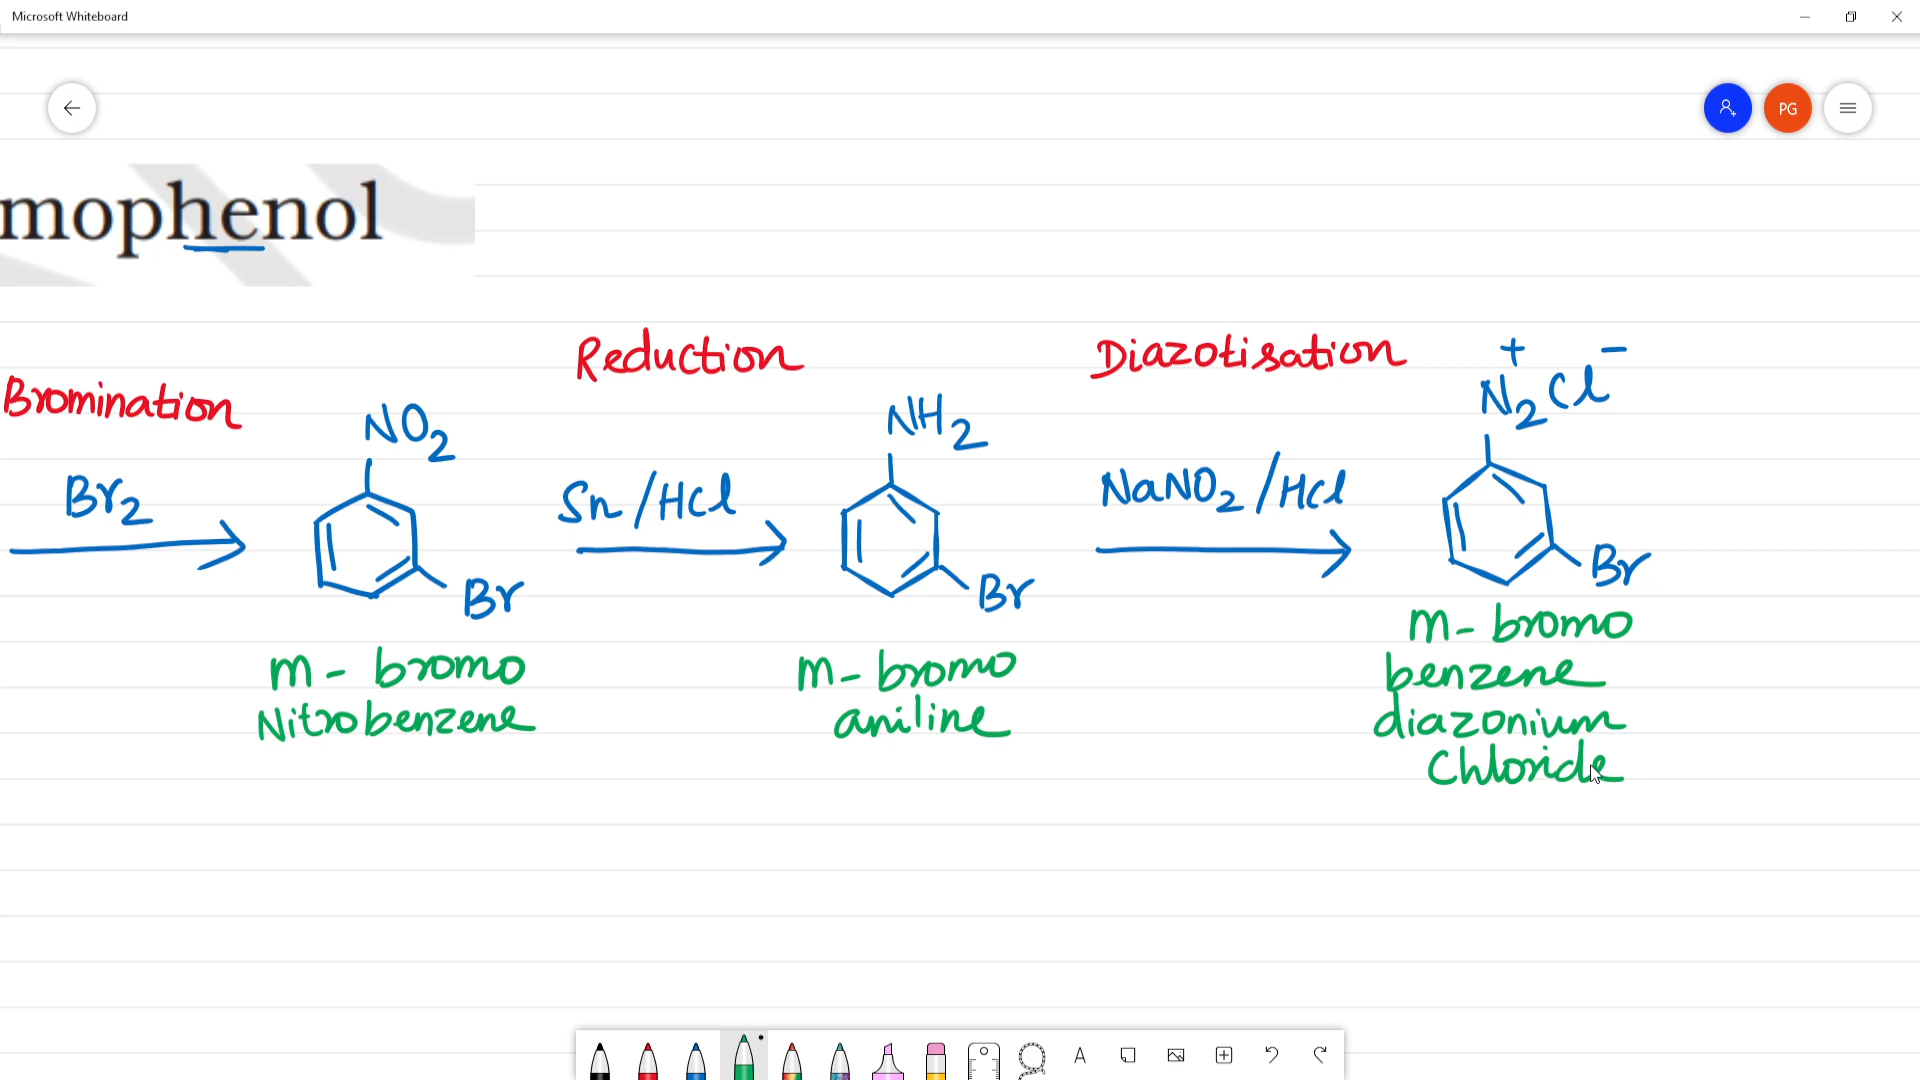 Microsoft Whiteboard
PG
mophenol
Bromination
Br2
NO2
Br
m- bromo
Nitrobenzene
Reduction
Sn/HCl
NH2
Br
m- bromo
aniline
Diazotisation
NaNO2/HCl
+ −
N2Cl
Br
m- bromo
benzene
diazonium
Chloride
A